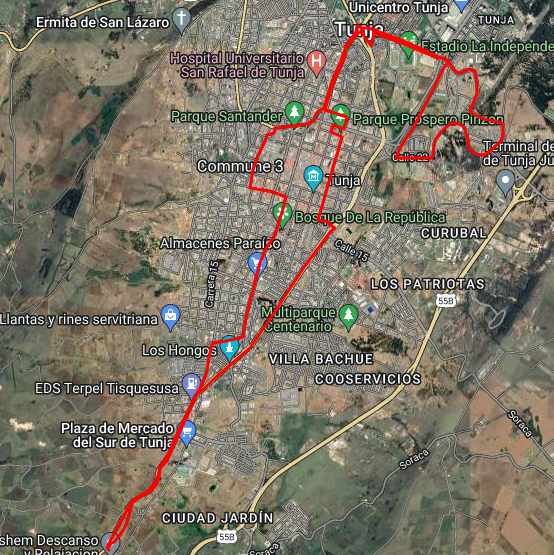 Unicentro Tunja
Ermita de San Lázaro
TUNJA
Tunja
Estadio La Independe
Hospital Universitario
San Rafael de Tunja
Parque Santander
Parque Próspero Pinzón
Terminal de
de Tunja Ju
Commune 3
Tunja
Bosque De La República
CURUBAL
Almacenes Paraíso
Calle 15
Carrera 15
LOS PATRIOTAS
55B
Llantas y rines servitriana
Multiparque
Centenario
Los Hongos
VILLA BACHUE
COOSERVICIOS
EDS Terpel Tisquesusa
Plaza de Mercado
del Sur de Tunja
Soraca
Soraca
CIUDAD JARDÍN
55B
shem Descanso
y Relajacion
Soraca